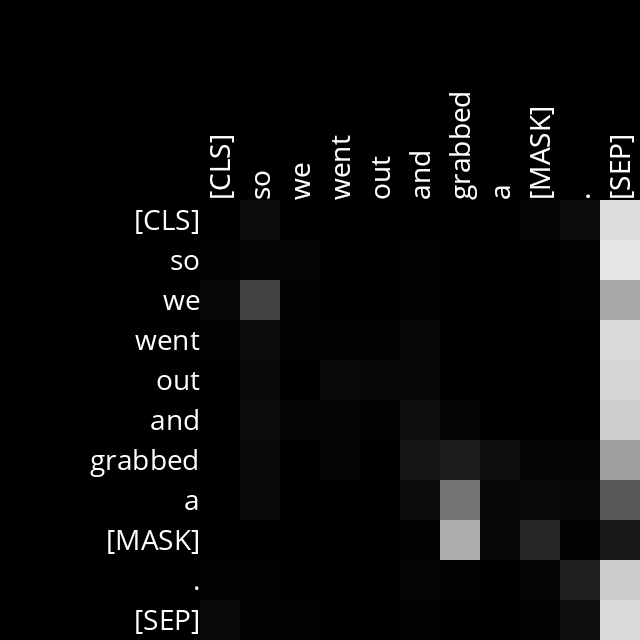 [CLS] so we went out and grabbed a [MASK] . [SEP]
[CLS]
so
we
went
out
and
grabbed
a
[MASK]
.
[SEP]